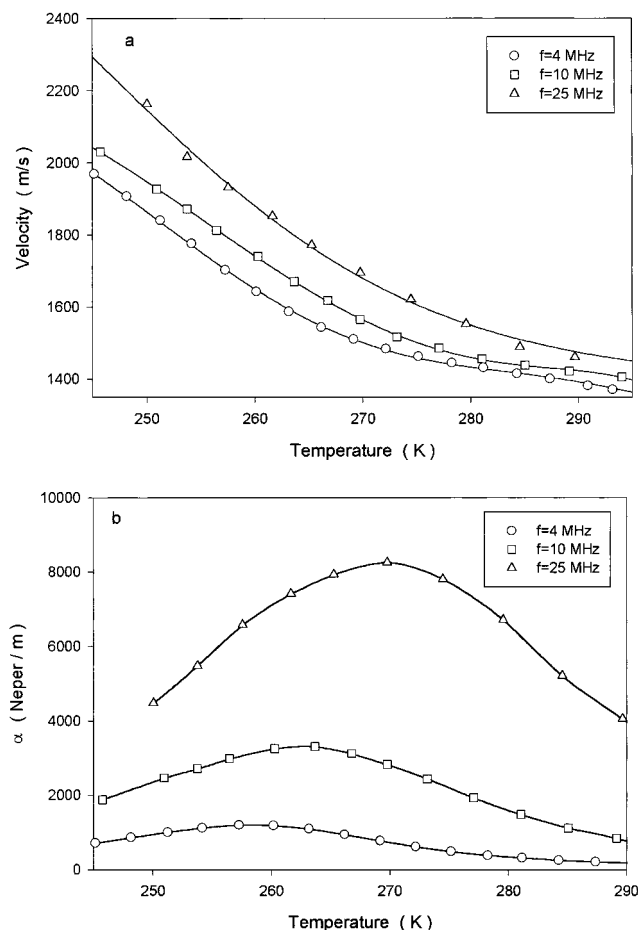 a
2400
2200
2000
1800
1600
1400
Velocity ( m/s )
f=4 MHz
f=10 MHz
f=25 MHz
250 260 270 280 290
Temperature ( K )
b
10000
8000
6000
4000
2000
0
α ( Neper / m )
f=4 MHz
f=10 MHz
f=25 MHz
250 260 270 280 290
Temperature ( K )